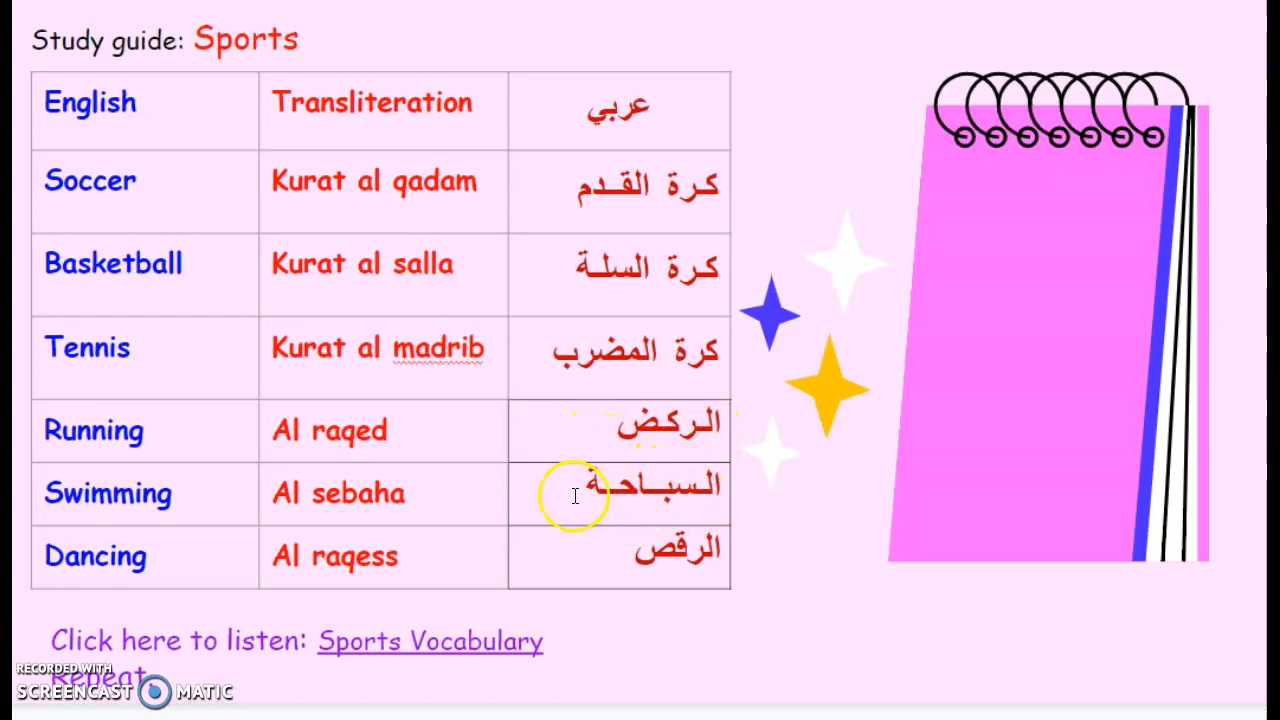 Study guide: Sports
English Transliteration عربي
Soccer Kurat al qadam كرة القدم
Basketball Kurat al salla كرة السلة
Tennis Kurat al madrib كرة المضرب
Running Al raqed الركض
Swimming Al sebaha السباحة
Dancing Al raqess الرقص
Click here to listen: Sports Vocabulary
Repeat
RECORDED WITH
SCREENCAST MATIC